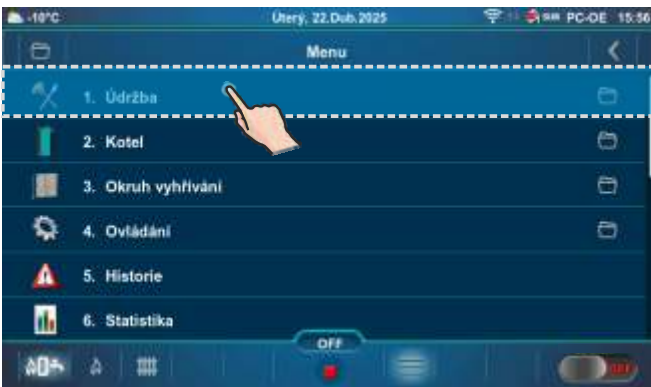 -10°C Úterý, 22.Dub.2025 PC-OE 15:56
Menu
1. Údržba
2. Kotel
3. Okruh vyhřívání
4. Ovládání
5. Historie
6. Statistika
OFF
OFF